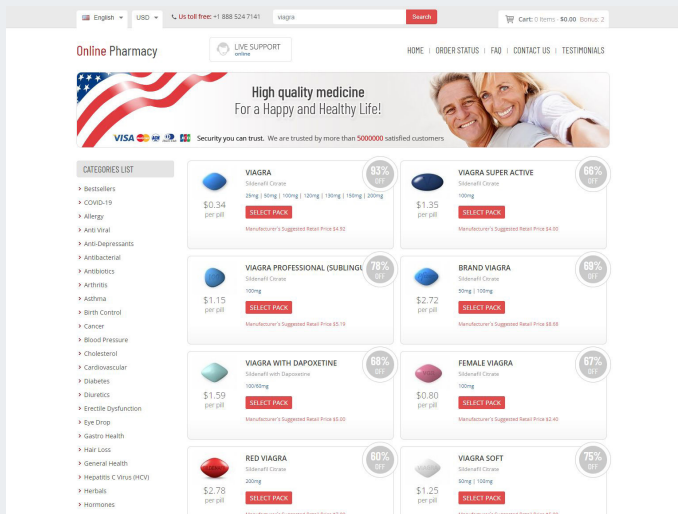 English
USD
Us toll free: +1 888 524 7141
viagra
Search
Cart: 0 items - $0.00 Bonus: 2
Online Pharmacy
LIVE SUPPORT
online
HOME | ORDER STATUS | FAQ | CONTACT US | TESTIMONIALS
High quality medicine
For a Happy and Healthy Life!
VISA
Security you can trust. We are trusted by more than 5000000 satisfied customers
CATEGORIES LIST
Bestsellers
COVID-19
Allergy
Anti Viral
Anti-Depressants
Antibacterial
Antibiotics
Arthritis
Asthma
Birth Control
Cancer
Blood Pressure
Cholesterol
Cardiovascular
Diabetes
Diuretics
Erectile Dysfunction
Eye Drop
Gastro Health
Hair Loss
General Health
Hepatitis C Virus (HCV)
Herbals
Hormones
VIAGRA
93%
OFF
Sildenafil Citrate
25mg | 50mg | 100mg | 120mg | 130mg | 150mg | 200mg
$0.34
per pill
SELECT PACK
Manufacturer's Suggested Retail Price $4.92
VIAGRA SUPER ACTIVE
66%
OFF
Sildenafil Citrate
100mg
$1.35
per pill
SELECT PACK
Manufacturer's Suggested Retail Price $4.00
VIAGRA PROFESSIONAL (SUBLINGU
78%
OFF
Sildenafil Citrate
100mg
$1.15
per pill
SELECT PACK
Manufacturer's Suggested Retail Price $5.19
BRAND VIAGRA
69%
OFF
Sildenafil Citrate
50mg | 100mg
$2.72
per pill
SELECT PACK
Manufacturer's Suggested Retail Price
VIAGRA WITH DAPOXETINE
68%
OFF
Sildenafil with Dapoxetine
100/60mg
$1.59
per pill
SELECT PACK
Manufacturer's Suggested Retail Price
FEMALE VIAGRA
67%
OFF
Sildenafil Citrate
100mg
$0.80
per pill
SELECT PACK
Manufacturer's Suggested Retail Price $2.40
RED VIAGRA
60%
OFF
Sildenafil Citrate
200mg
$2.78
per pill
SELECT PACK
VIAGRA SOFT
75%
OFF
Sildenafil Citrate
50mg | 100mg
$1.25
per pill
SELECT PACK